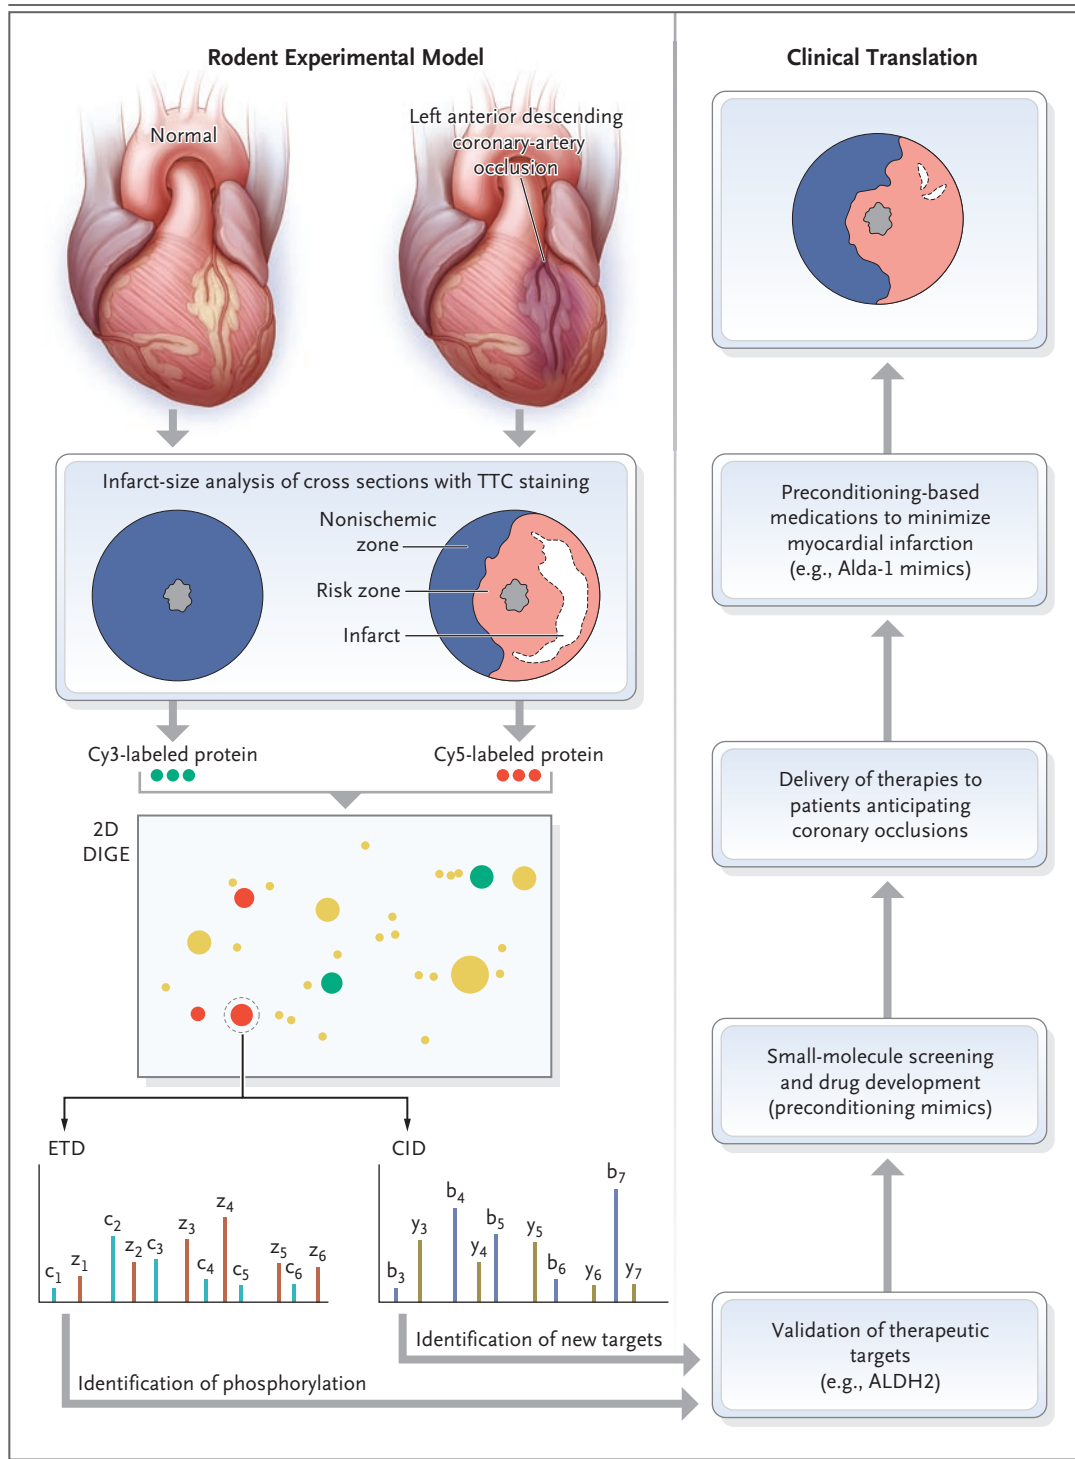 Rodent Experimental Model
Normal
Left anterior descending
coronary-artery
occlusion
Infarct-size analysis of cross sections with TTC staining
Nonischemic
zone
Risk zone
Infarct
Cy3-labeled protein
Cy5-labeled protein
2D
DIGE
ETD
c1
z1
c2
z2
c3
z3
c4
z4
c5
z5
c6
z6
CID
b3
y3
b4
y4
b5
y5
b6
y6
b7
y7
Identification of new targets
Identification of phosphorylation
Clinical Translation
Preconditioning-based
medications to minimize
myocardial infarction
(e.g., Alda-1 mimics)
Delivery of therapies to
patients anticipating
coronary occlusions
Small-molecule screening
and drug development
(preconditioning mimics)
Validation of therapeutic
targets
(e.g., ALDH2)